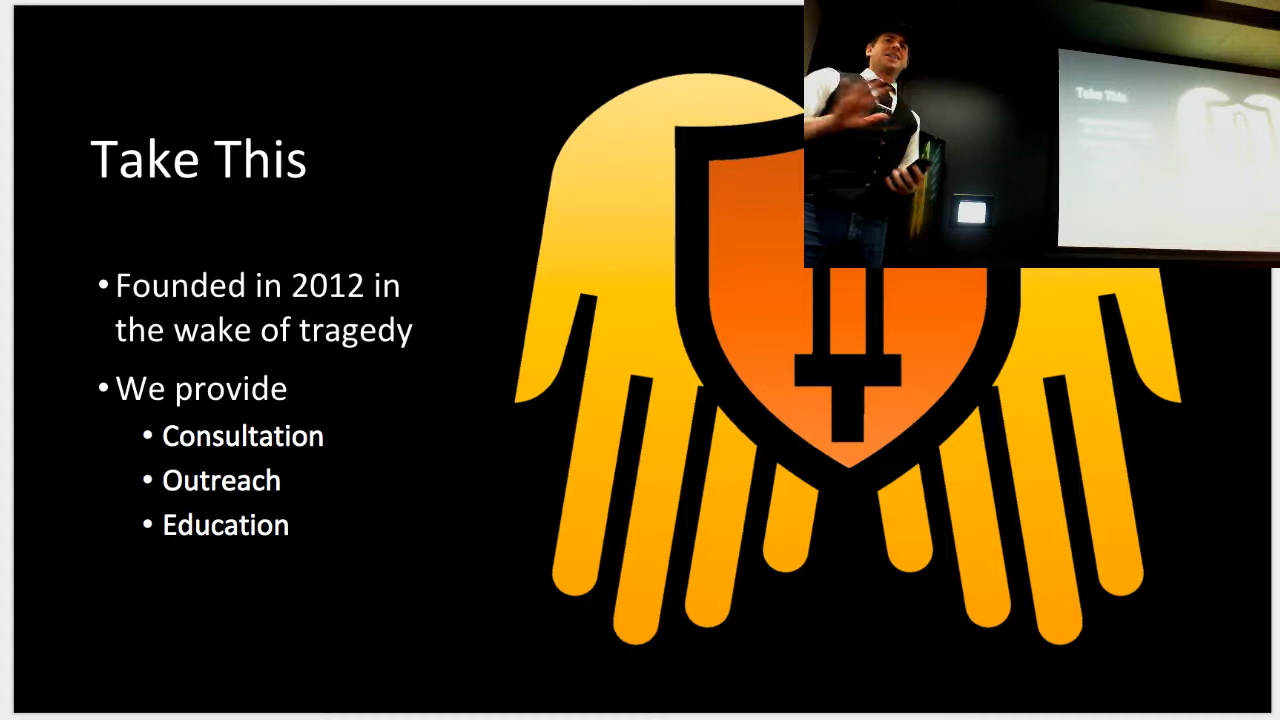 Take This
• Founded in 2012 in
the wake of tragedy
• We provide
• Consultation
• Outreach
• Education
Take This